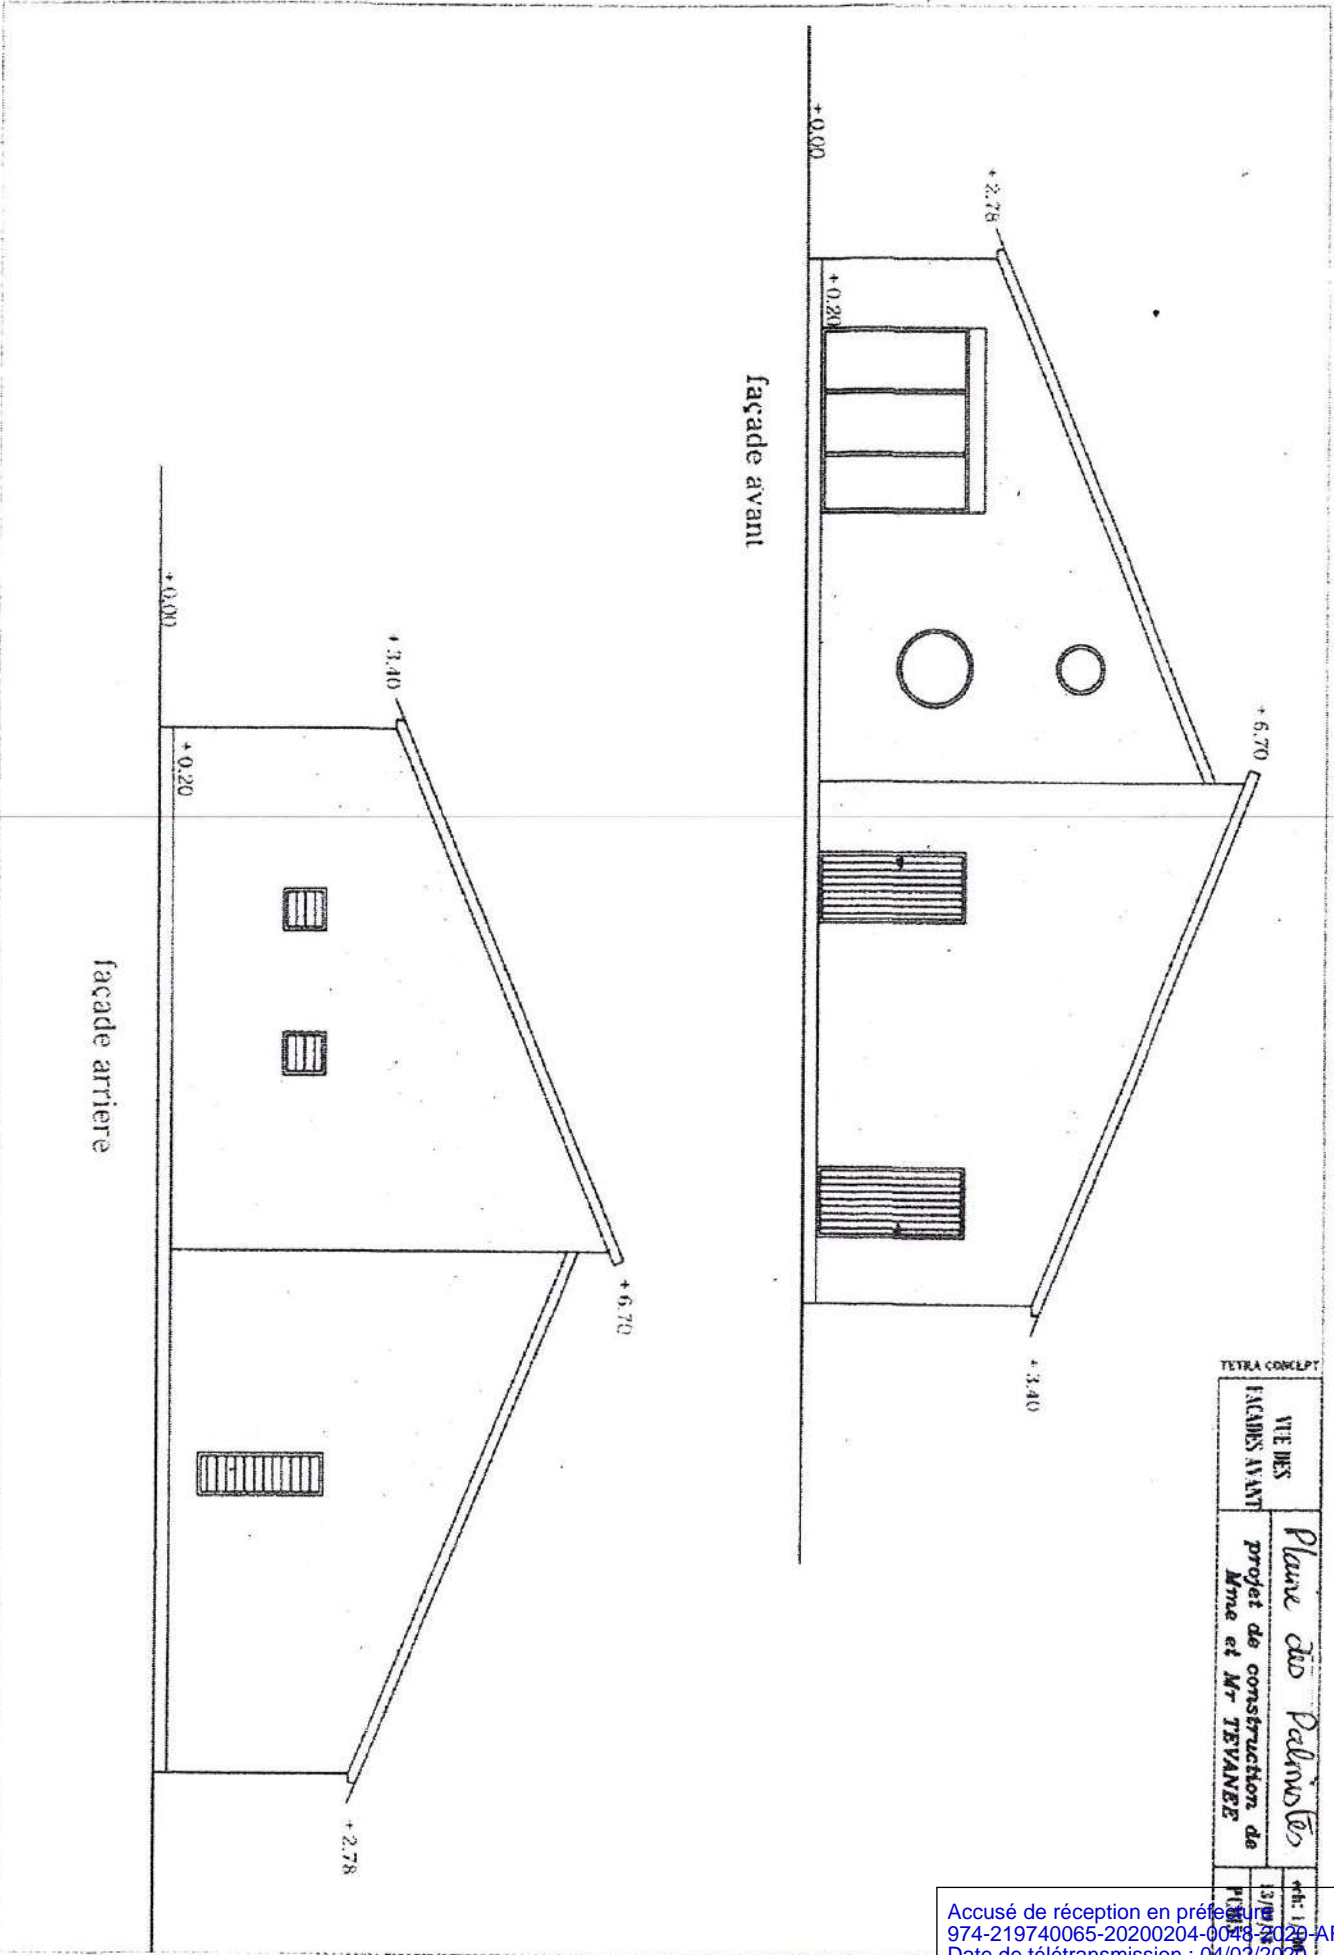 TETRA CONCEPT
VUE DES
FACADES AVANT
Plaine des Palmistes
projet de construction de
Mme et Mr TEVANEE
+ 6.70
+ 2.78
+ 3.40
+ 0.20
+ 0.00
façade avant
+ 6.70
+ 3.40
+ 2.78
+ 0.20
+ 0.00
façade arriere
Accusé de réception en préfecture
974-219740065-20200204-0048-2020-AR
Date de télétransmission : 04/02/2020